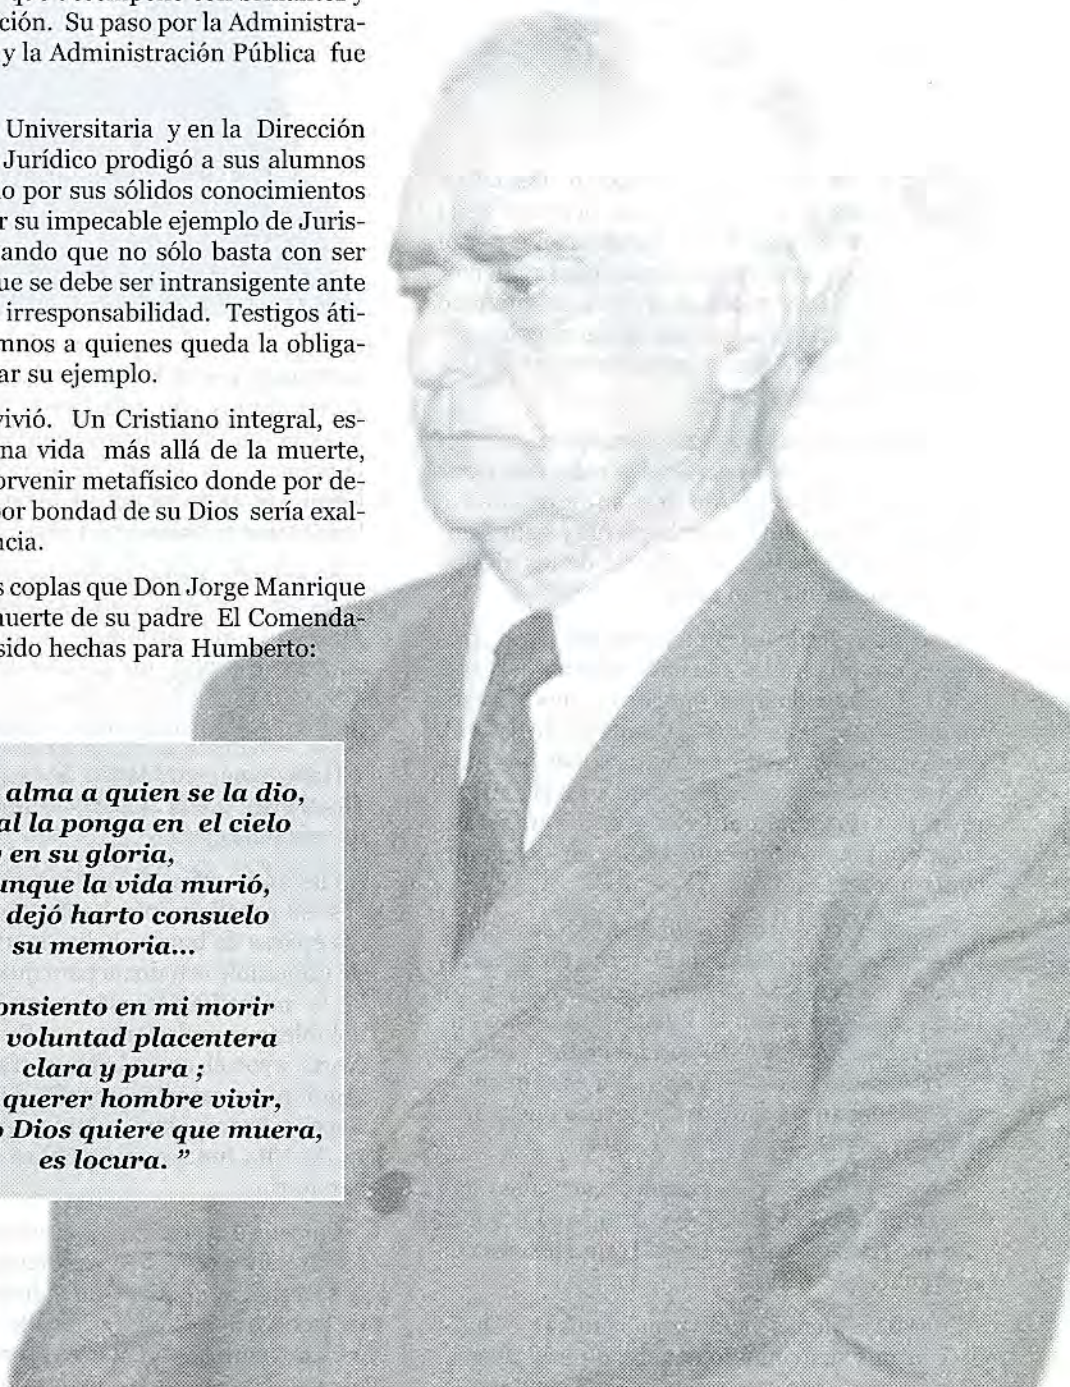 ción. Su paso por la Administra-
y la Administración Pública fue
Universitaria y en la Dirección
Jurídico prodigó a sus alumnos
o por sus sólidos conocimientos
r su impecable ejemplo de Juris-
ando que no sólo basta con ser
ue se debe ser intransigente ante
irresponsabilidad. Testigos áti-
mnos a quienes queda la obliga-
ar su ejemplo.
vivió. Un Cristiano integral, es-
na vida más allá de la muerte,
orvenir metafísico donde por de-
por bondad de su Dios sería exal-
ncia.
s coplas que Don Jorge Manrique
muerte de su padre El Comenda-
sido hechas para Humberto:
alma a quien se la dio,
al la ponga en el cielo
en su gloria,
unque la vida murió,
dejó harto consuelo
su memoria...
onsiento en mi morir
voluntad placentera
clara y pura ;
querer hombre vivir,
o Dios quiere que muera,
es locura. ”